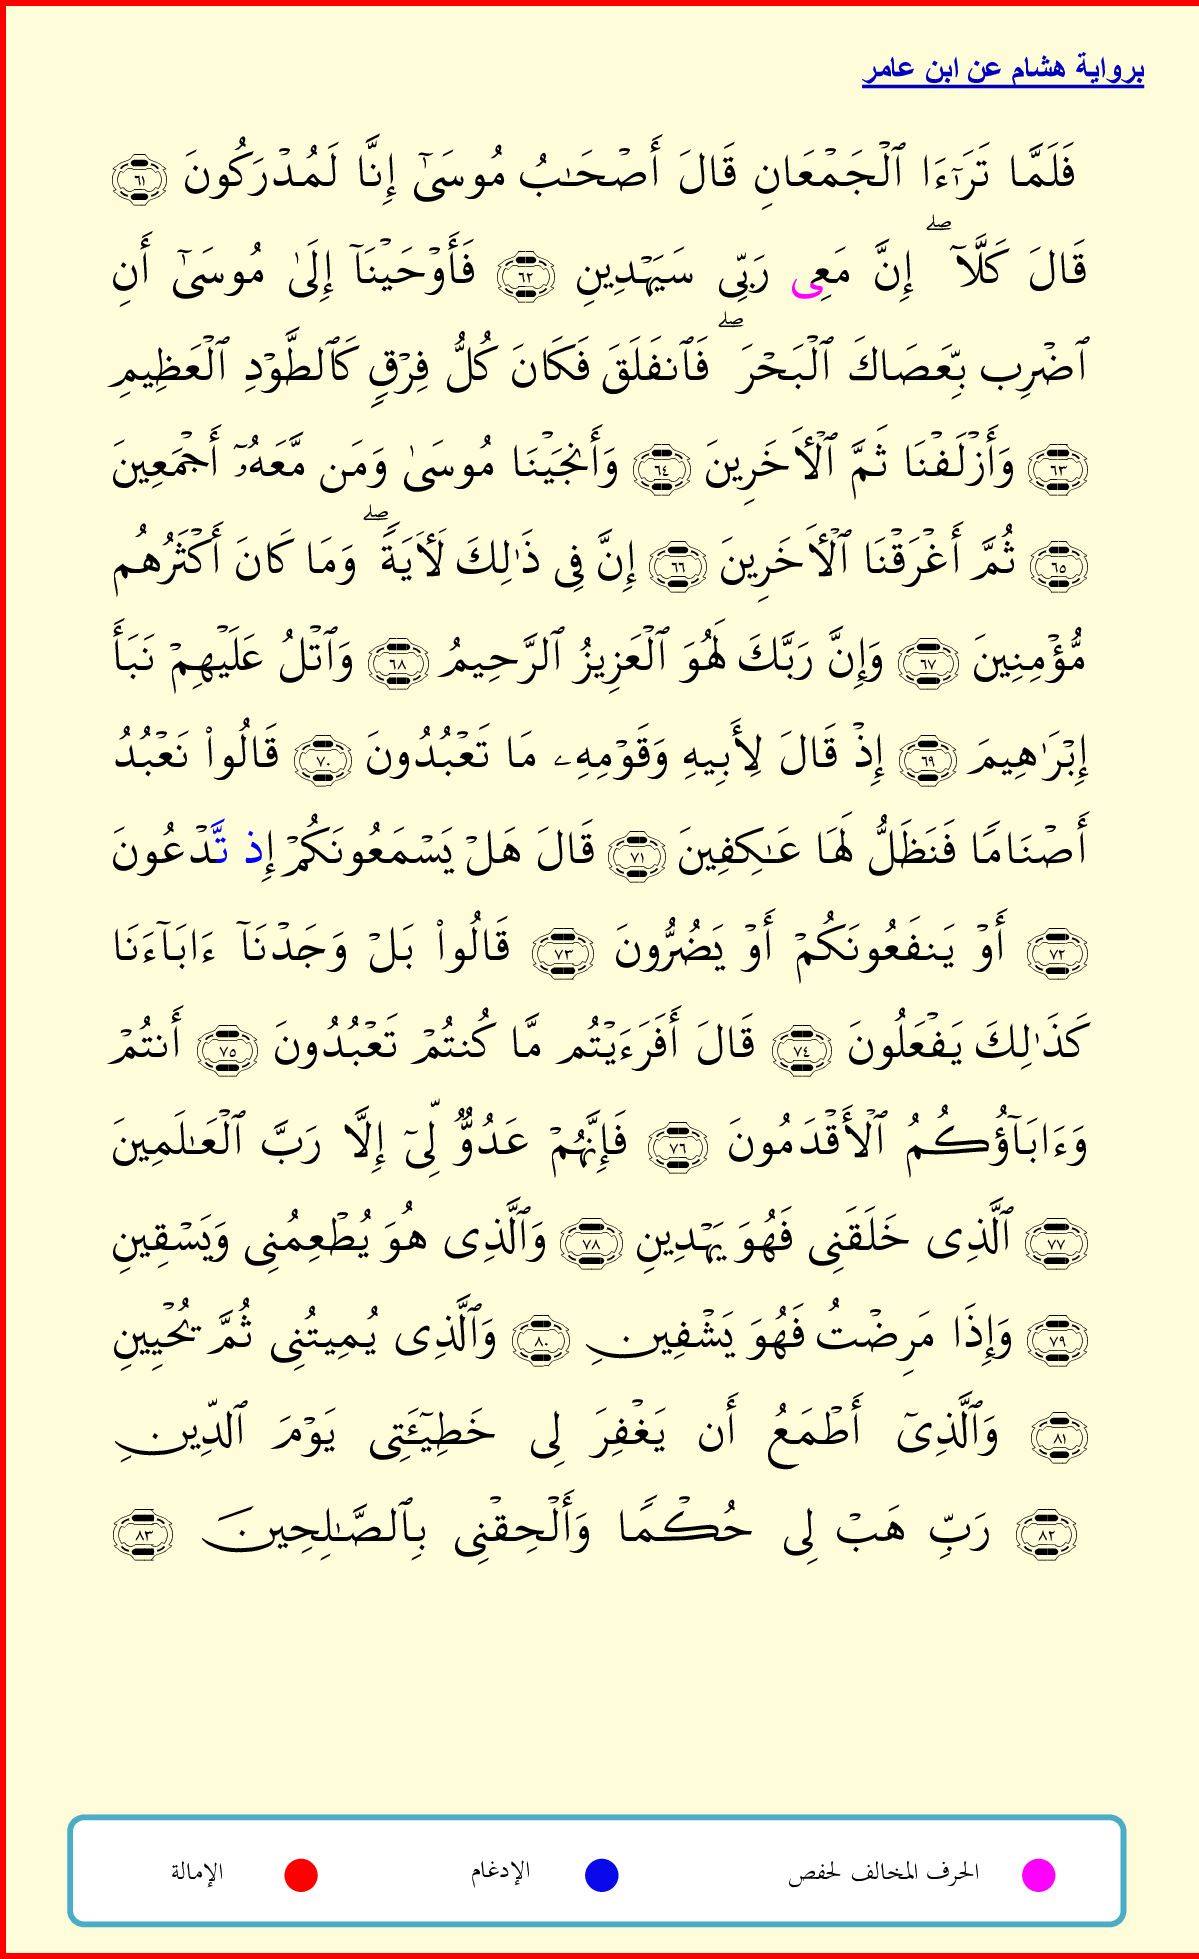 برواية هشام عن ابن عامر
فَلَمَّا تَرَٰٓءَا ٱلْجَمْعَانِ قَالَ أَصْحَـٰبُ مُوسَىٰٓ إِنَّا لَمُدْرَكُونَ ٦١
قَالَ كَلَّآ ۖ إِنَّ مَعِى رَبِّى سَيَهْدِينِ ٦٢ فَأَوْحَيْنَآ إِلَىٰ مُوسَىٰٓ أَنِ
ٱضْرِب بِّعَصَاكَ ٱلْبَحْرَ ۖ فَٱنفَلَقَ فَكَانَ كُلُّ فِرْقٍ كَٱلطَّوْدِ ٱلْعَظِيمِ
٦٣ وَأَزْلَفْنَا ثَمَّ ٱلْأَخَرِينَ ٦٤ وَأَنجَيْنَا مُوسَىٰ وَمَن مَّعَهُۥٓ أَجْمَعِينَ
٦٥ ثُمَّ أَغْرَقْنَا ٱلْأَخَرِينَ ٦٦ إِنَّ فِى ذَٰلِكَ لَأَيَةً ۖ وَمَا كَانَ أَكْثَرُهُم
مُّؤْمِنِينَ ٦٧ وَإِنَّ رَبَّكَ لَهُوَ ٱلْعَزِيزُ ٱلرَّحِيمُ ٦٨ وَٱتْلُ عَلَيْهِمْ نَبَأَ
إِبْرَٰهِيمَ ٦٩ إِذْ قَالَ لِأَبِيهِ وَقَوْمِهِۦ مَا تَعْبُدُونَ ٧٠ قَالُوا۟ نَعْبُدُ
أَصْنَامًا فَنَظَلُّ لَهَا عَـٰكِفِينَ ٧١ قَالَ هَلْ يَسْمَعُونَكُمْ إِذ تَّدْعُونَ
٧٢ أَوْ يَنفَعُونَكُمْ أَوْ يَضُرُّونَ ٧٣ قَالُوا۟ بَلْ وَجَدْنَآ ءَابَآءَنَا
كَذَٰلِكَ يَفْعَلُونَ ٧٤ قَالَ أَفَرَءَيْتُم مَّا كُنتُمْ تَعْبُدُونَ ٧٥ أَنتُمْ
وَءَابَآؤُكُمُ ٱلْأَقْدَمُونَ ٧٦ فَإِنَّهُمْ عَدُوٌّ لِّىٓ إِلَّا رَبَّ ٱلْعَـٰلَمِينَ
٧٧ ٱلَّذِى خَلَقَنِى فَهُوَ يَهْدِينِ ٧٨ وَٱلَّذِى هُوَ يُطْعِمُنِى وَيَسْقِينِ
٧٩ وَإِذَا مَرِضْتُ فَهُوَ يَشْفِينِ ٨٠ وَٱلَّذِى يُمِيتُنِى ثُمَّ يُحْيِينِ
٨١ وَٱلَّذِىٓ أَطْمَعُ أَن يَغْفِرَ لِى خَطِيٓـَٔتِى يَوْمَ ٱلدِّينِ
٨٢ رَبِّ هَبْ لِى حُكْمًا وَأَلْحِقْنِى بِٱلصَّـٰلِحِينَ ٨٣
الحرف المخالف لحفص الإدغام الإمالة